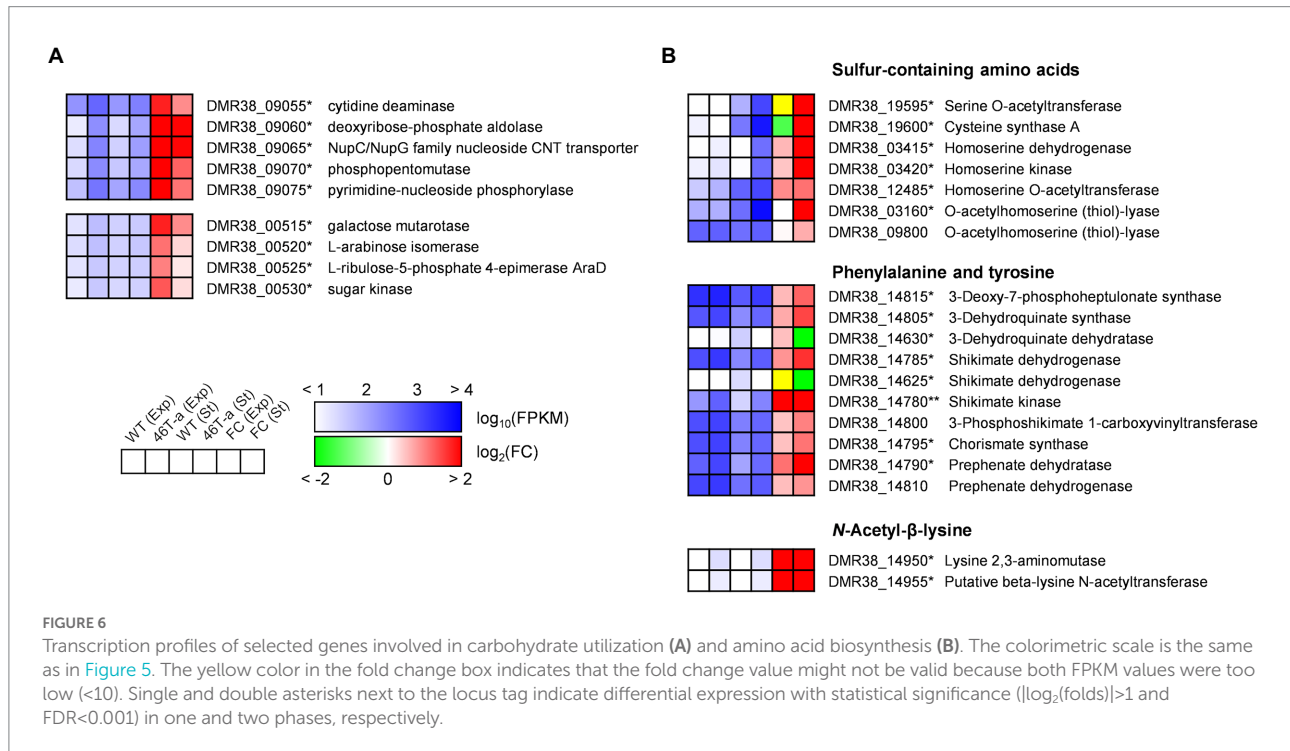 A
DMR38_09055* cytidine deaminase
DMR38_09060* deoxyribose-phosphate aldolase
DMR38_09065* NupC/NupG family nucleoside CNT transporter
DMR38_09070* phosphopentomutase
DMR38_09075* pyrimidine-nucleoside phosphorylase
DMR38_00515* galactose mutarotase
DMR38_00520* L-arabinose isomerase
DMR38_00525* L-ribulose-5-phosphate 4-epimerase AraD
DMR38_00530* sugar kinase
WT (Exp)
46T-a (Exp)
WT (St)
46T-a (St)
FC (Exp)
FC (St)
< 1 2 3 > 4
log10(FPKM)
log2(FC)
< -2 0 > 2
B
Sulfur-containing amino acids
DMR38_19595* Serine O-acetyltransferase
DMR38_19600* Cysteine synthase A
DMR38_03415* Homoserine dehydrogenase
DMR38_03420* Homoserine kinase
DMR38_12485* Homoserine O-acetyltransferase
DMR38_03160* O-acetylhomoserine (thiol)-lyase
DMR38_09800 O-acetylhomoserine (thiol)-lyase
Phenylalanine and tyrosine
DMR38_14815* 3-Deoxy-7-phosphoheptulonate synthase
DMR38_14805* 3-Dehydroquinate synthase
DMR38_14630* 3-Dehydroquinate dehydratase
DMR38_14785* Shikimate dehydrogenase
DMR38_14625* Shikimate dehydrogenase
DMR38_14780** Shikimate kinase
DMR38_14800 3-Phosphoshikimate 1-carboxyvinyltransferase
DMR38_14795* Chorismate synthase
DMR38_14790* Prephenate dehydratase
DMR38_14810 Prephenate dehydrogenase
N-Acetyl-β-lysine
DMR38_14950* Lysine 2,3-aminomutase
DMR38_14955* Putative beta-lysine N-acetyltransferase
FIGURE 6
Transcription profiles of selected genes involved in carbohydrate utilization (A) and amino acid biosynthesis (B). The colorimetric scale is the same
as in Figure 5. The yellow color in the fold change box indicates that the fold change value might not be valid because both FPKM values were too
low (<10). Single and double asterisks next to the locus tag indicate differential expression with statistical significance (|log2(folds)|>1 and
FDR<0.001) in one and two phases, respectively.